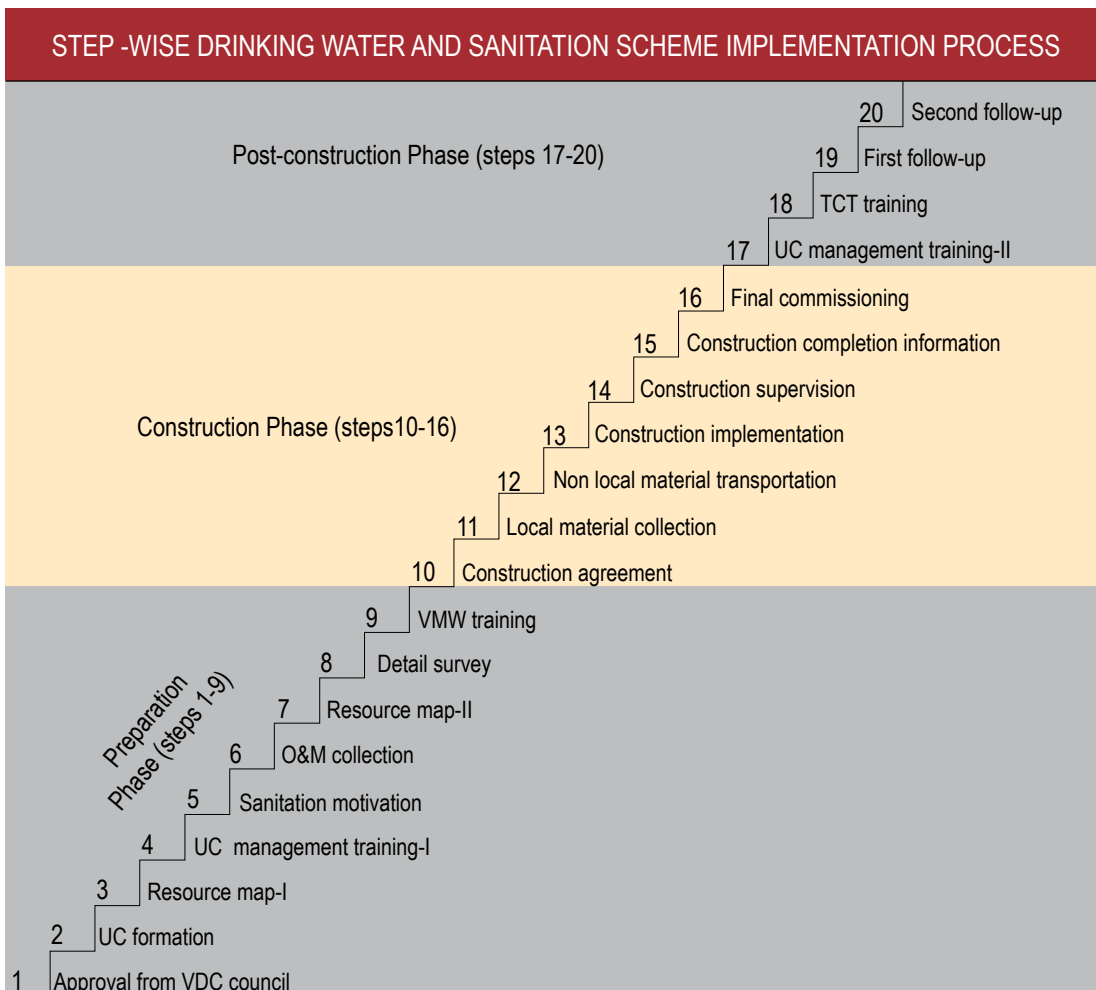 STEP -WISE DRINKING WATER AND SANITATION SCHEME IMPLEMENTATION PROCESS
20 Second follow-up
Post-construction Phase (steps 17-20)
19 First follow-up
18 TCT training
17 UC management training-II
16 Final commissioning
15 Construction completion information
14 Construction supervision
Construction Phase (steps10-16)
13 Construction implementation
12 Non local material transportation
11 Local material collection
10 Construction agreement
9 VMW training
8 Detail survey
Preparation
Phase (steps 1-9)
7 Resource map-II
6 O&M collection
5 Sanitation motivation
4 UC management training-I
3 Resource map-I
2 UC formation
1 Approval from VDC council